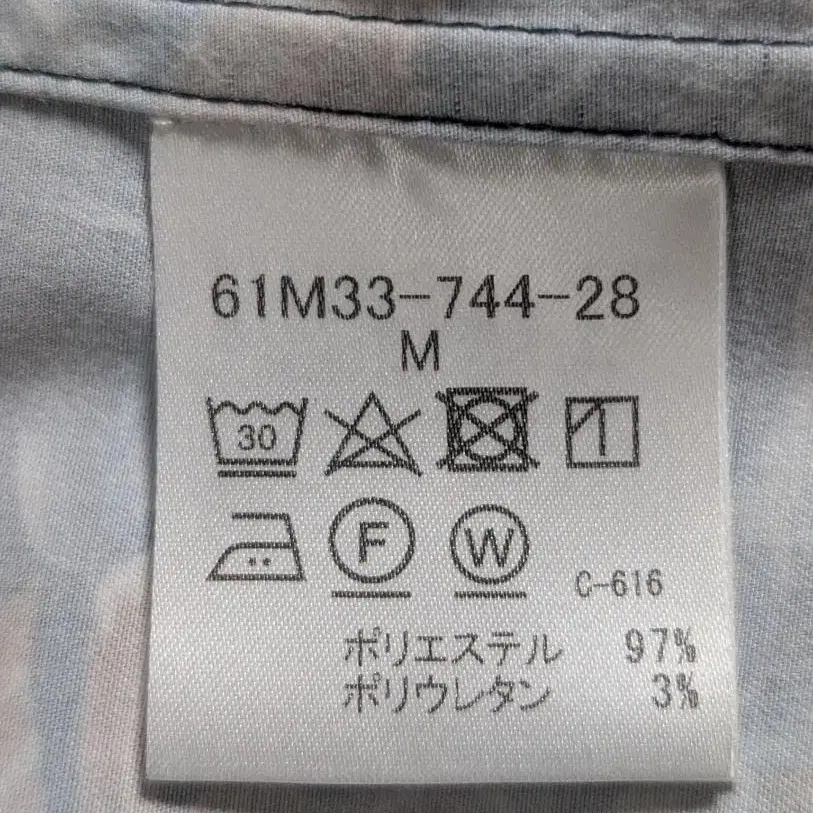 61M33-744-28
M
30
F W C-616
ポリエステル 97%
ポリウレタン 3%